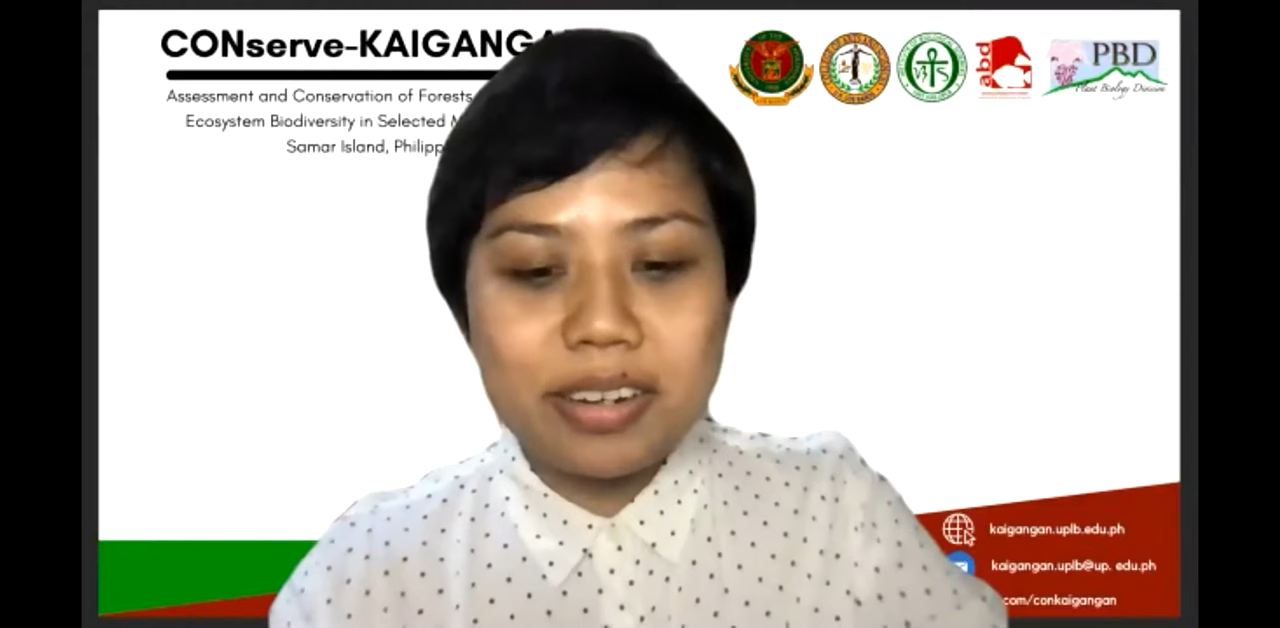 CONserve-KAIGANGA
Assessment and Conservation of Forests
Ecosystem Biodiversity in Selected
Samar Island, Philipp
abd
PBD
Plant Biology Division
kaigangan.uplb.edu.ph
kaigangan.uplb@up. edu.ph
com/conkaigangan